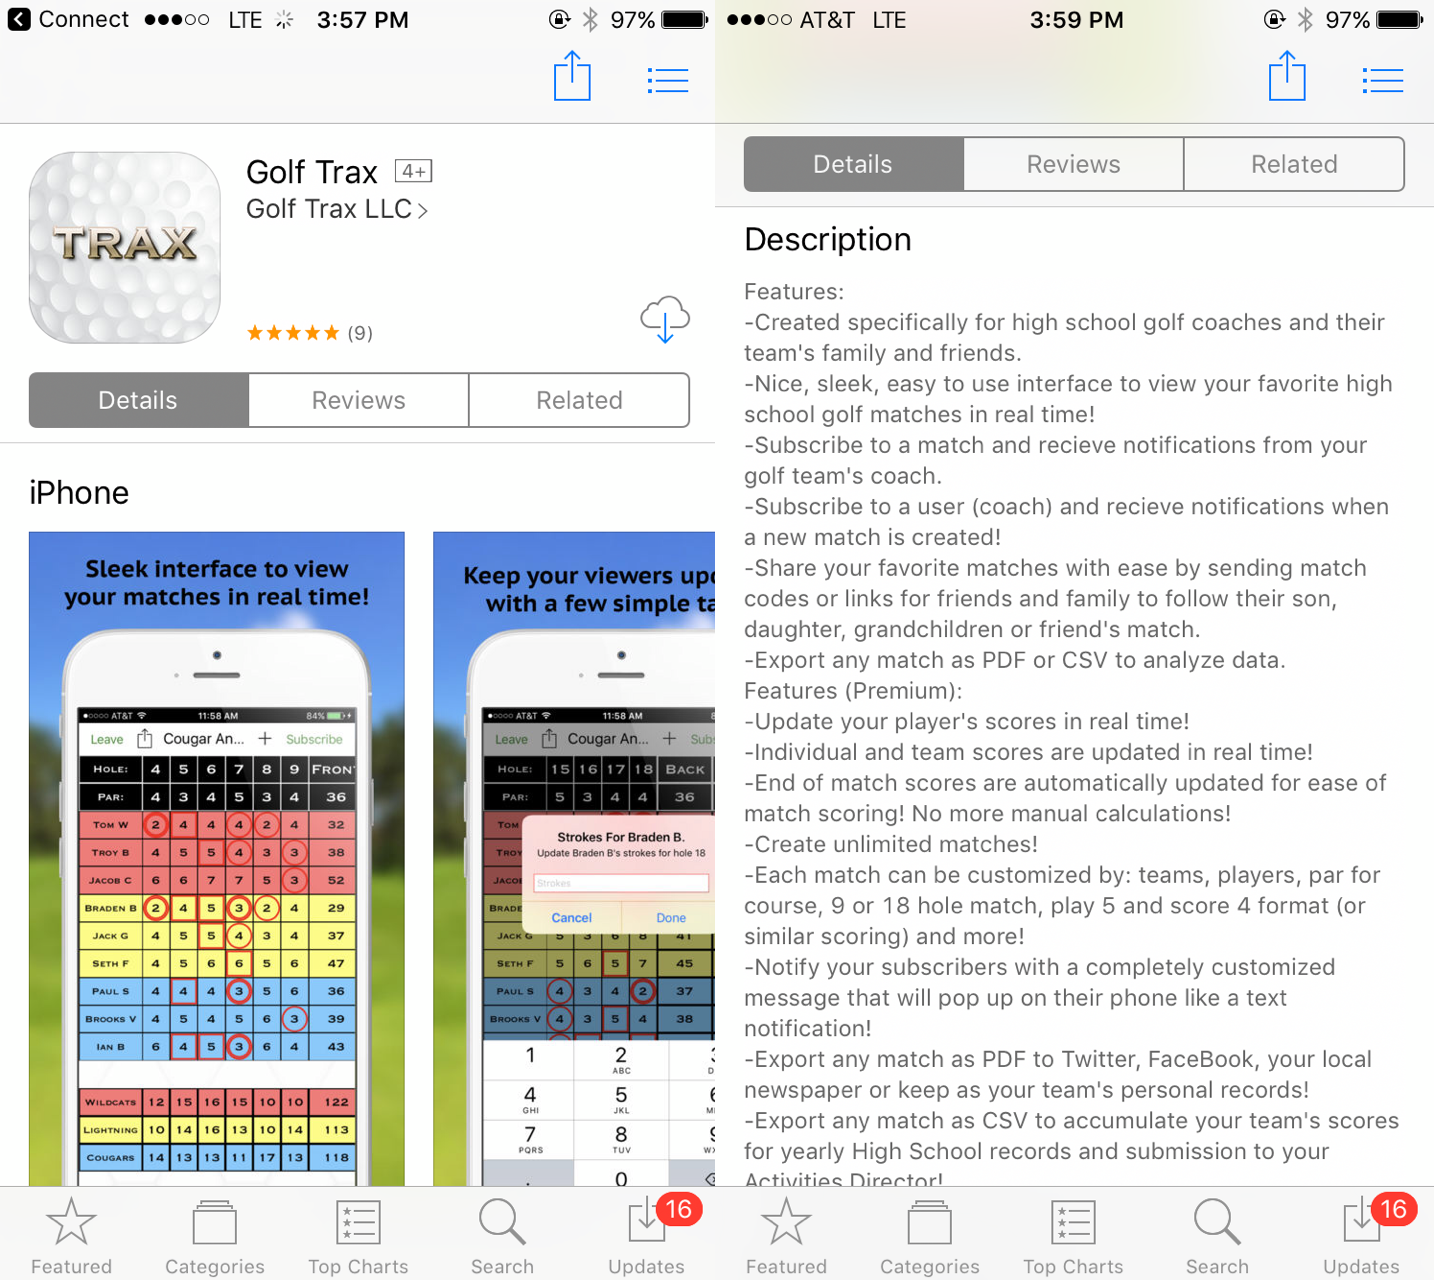 Connect LTE 3:57 PM 97%
TRAX
Golf Trax 4+
Golf Trax LLC >
(9)
Details Reviews Related
iPhone
Sleek interface to view
your matches in real time!
AT&T 11:58 AM 84%
Leave Cougar An... + Subscribe
HOLE: 4 5 6 7 8 9 FRONT
PAR: 4 3 4 5 3 4 36
TOM W 2 4 4 4 2 4 32
TROY B 4 5 5 4 3 3 38
JACOB C 6 6 7 7 5 3 52
BRADEN B 2 4 5 3 2 4 29
JACK G 4 5 5 4 3 4 37
SETH F 4 5 6 6 5 6 47
PAUL S 4 4 4 3 5 6 36
BROOKS V 4 5 4 5 6 3 39
IAN B 6 4 5 3 6 4 43
WILDCATS 12 15 16 15 10 10 122
LIGHTNING 10 14 16 13 10 14 113
COUGARS 14 13 13 11 17 13 118
Keep your viewers
with a few simple
AT&T 11:58 AM
Leave Cougar An... +
HOLE: 15 16 17 18 BACK
PAR: 5 3 4 4 36
TOM
TROY
Strokes For Braden B.
Update Braden B's strokes for hole 18
Strokes
Cancel Done
JACK G 5 3 6 8 41
SETH F 5 6 5 7 45
PAUL S 4 3 4 2 37
BROOKS V 4 3 5 4 38
1 2 3
ABC
4 5
GHI JKL
7 8
PQRS TUV
0
Featured Categories Top Charts Search Updates 16
AT&T LTE 3:59 PM 97%
Details Reviews Related
Description
Features:
-Created specifically for high school golf coaches and their
team's family and friends.
-Nice, sleek, easy to use interface to view your favorite high
school golf matches in real time!
-Subscribe to a match and recieve notifications from your
golf team's coach.
-Subscribe to a user (coach) and recieve notifications when
a new match is created!
-Share your favorite matches with ease by sending match
codes or links for friends and family to follow their son,
daughter, grandchildren or friend's match.
-Export any match as PDF or CSV to analyze data.
Features (Premium):
-Update your player's scores in real time!
-Individual and team scores are updated in real time!
-End of match scores are automatically updated for ease of
match scoring! No more manual calculations!
-Create unlimited matches!
-Each match can be customized by: teams, players, par for
course, 9 or 18 hole match, play 5 and score 4 format (or
similar scoring) and more!
-Notify your subscribers with a completely customized
message that will pop up on their phone like a text
notification!
-Export any match as PDF to Twitter, FaceBook, your local
newspaper or keep as your team's personal records!
-Export any match as CSV to accumulate your team's scores
for yearly High School records and submission to your
Activities Director!
Featured Categories Top Charts Search Updates 16